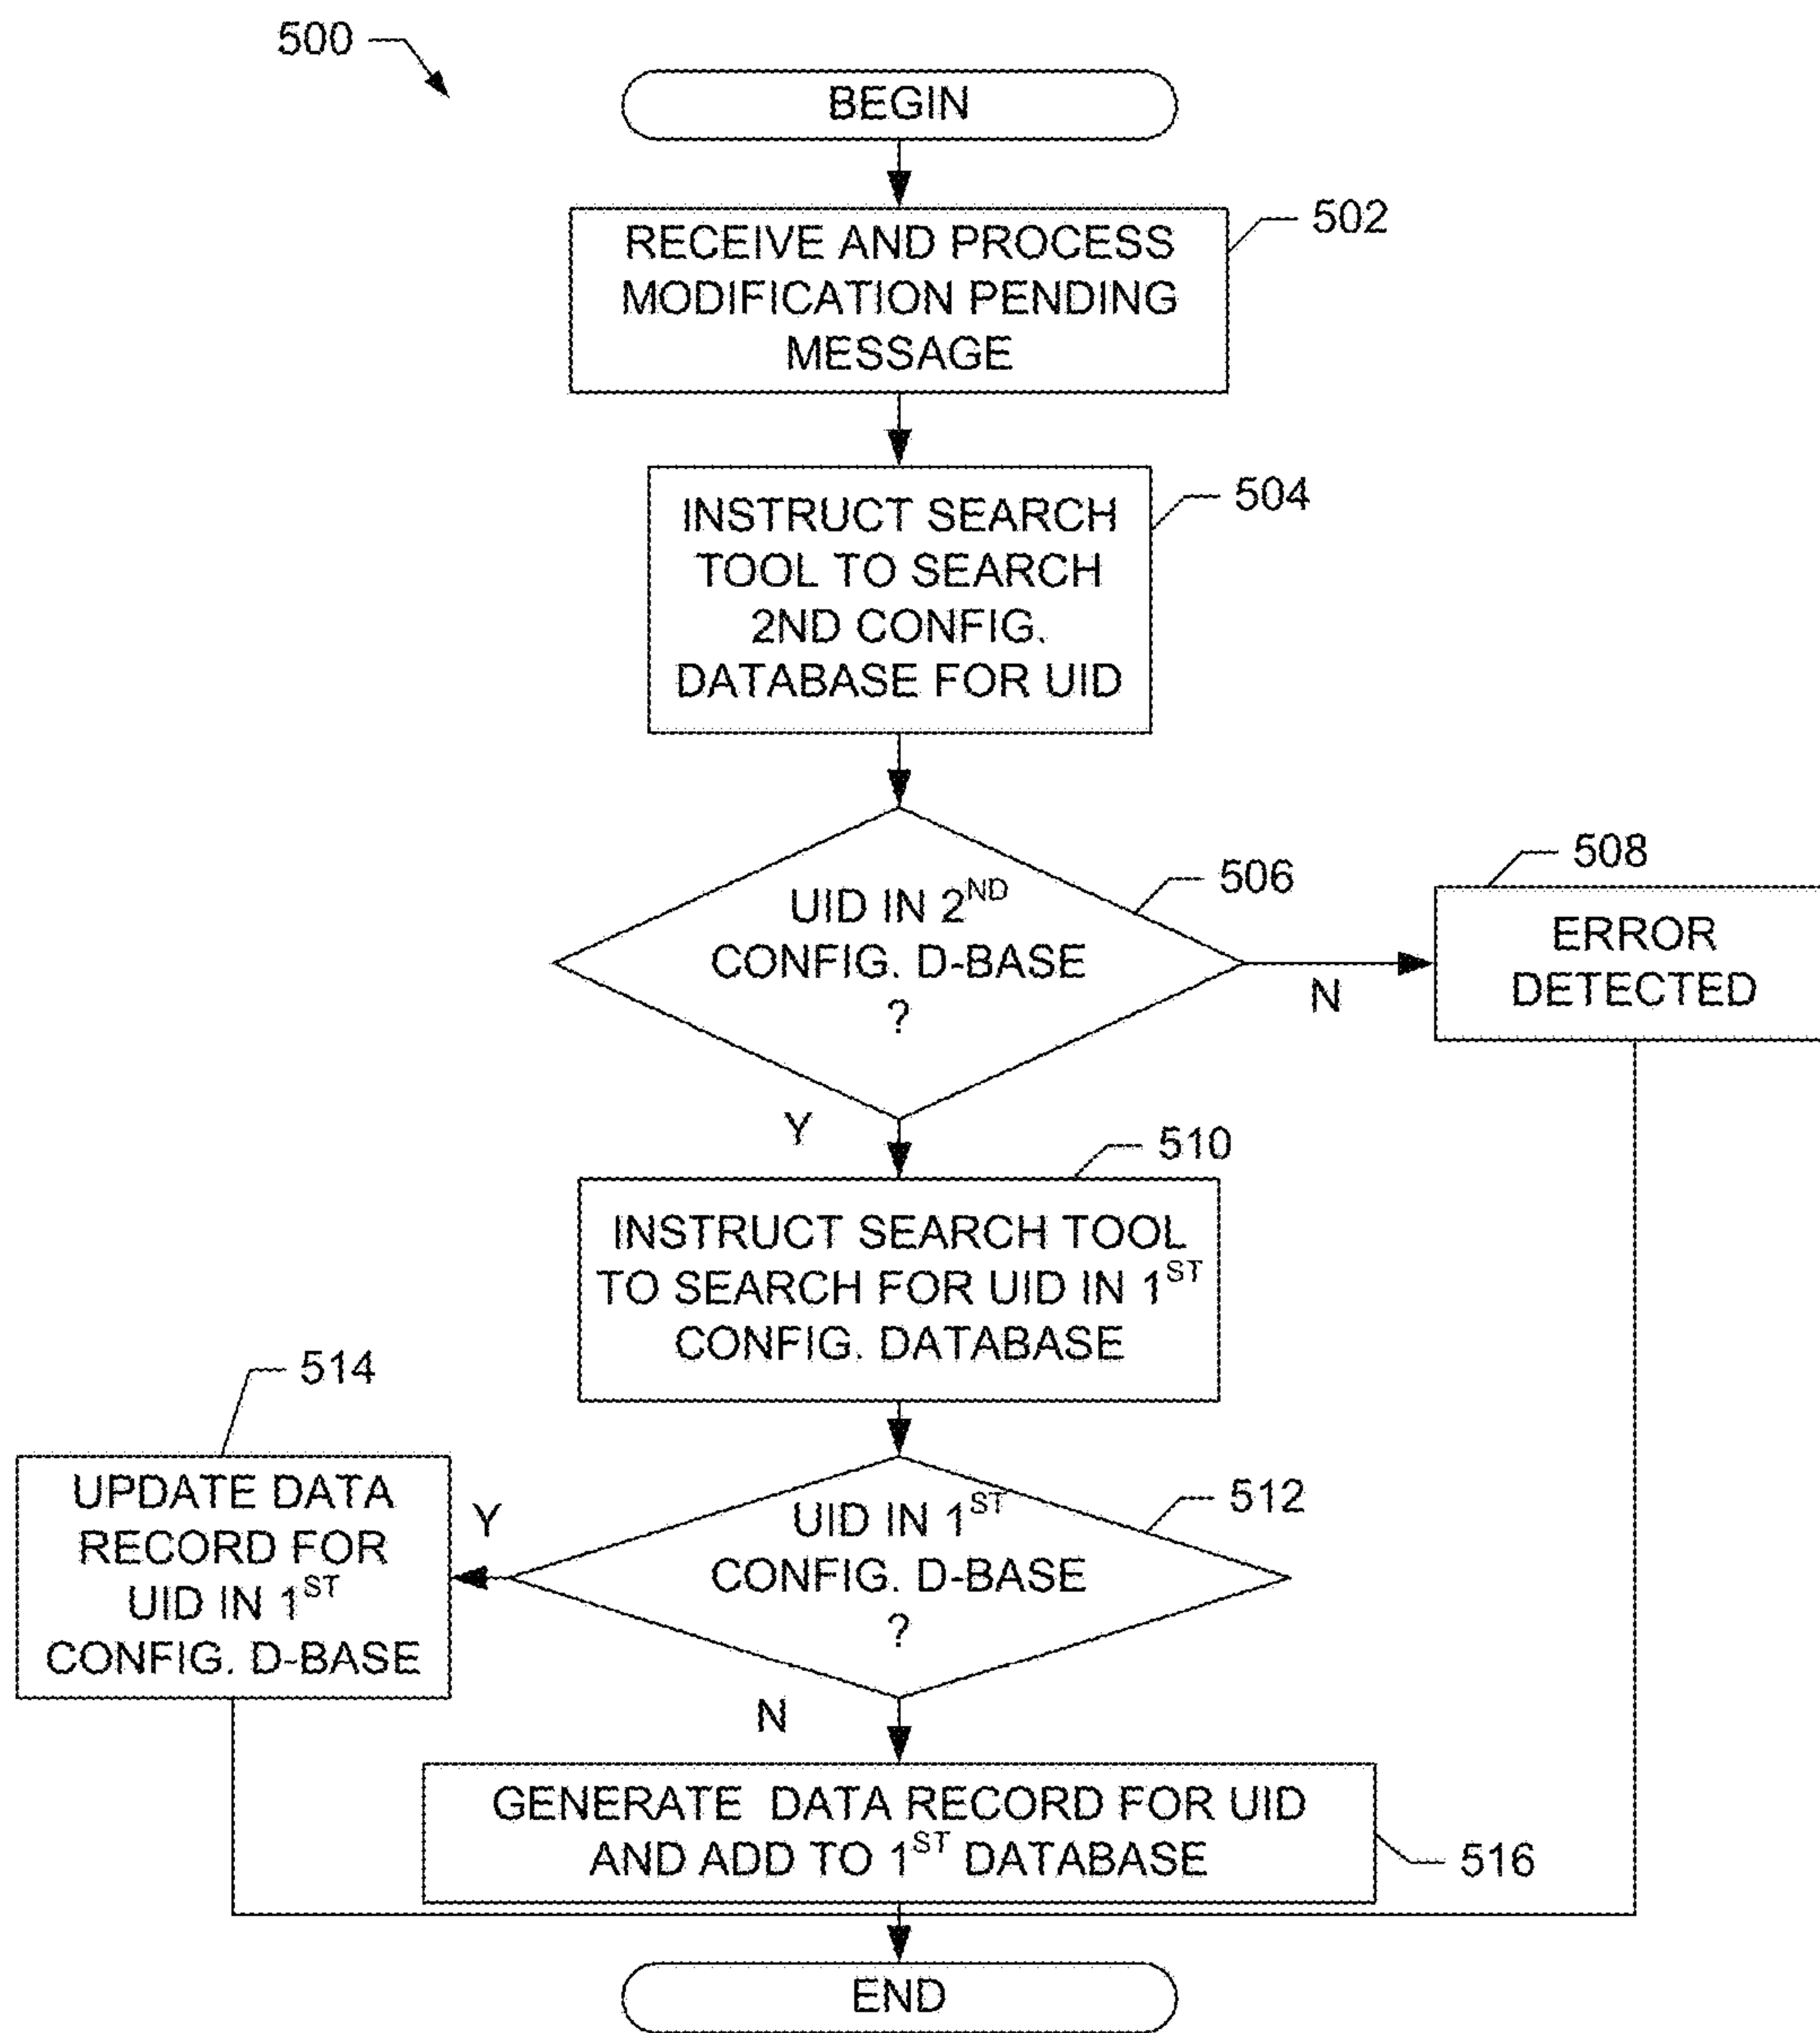 500
BEGIN
RECEIVE AND PROCESS
MODIFICATION PENDING
MESSAGE
502
INSTRUCT SEARCH
TOOL TO SEARCH
2ND CONFIG.
DATABASE FOR UID
504
UID IN 2ND
CONFIG. D-BASE
?
506
N
508
ERROR
DETECTED
Y
510
INSTRUCT SEARCH TOOL
TO SEARCH FOR UID IN 1ST
CONFIG. DATABASE
514
UPDATE DATA
RECORD FOR
UID IN 1ST
CONFIG. D-BASE
Y
UID IN 1ST
CONFIG. D-BASE
?
512
N
GENERATE DATA RECORD FOR UID
AND ADD TO 1ST DATABASE
516
END